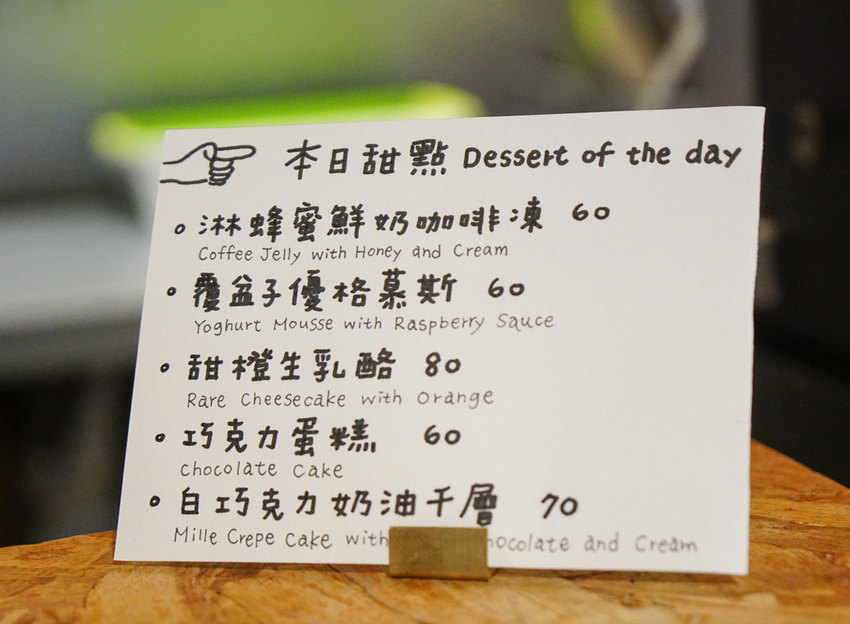 本日甜點 Dessert of the day
淋蜂蜜鮮奶咖啡凍 60
Coffee Jelly with Honey and Cream
覆盆子優格慕斯 60
Yoghurt Mousse with Raspberry Sauce
甜橙生乳酪 80
Rare Cheesecake with Orange
巧克力蛋糕 60
Chocolate Cake
白巧克力奶油千層 70
Mille Crepe Cake with and Cream